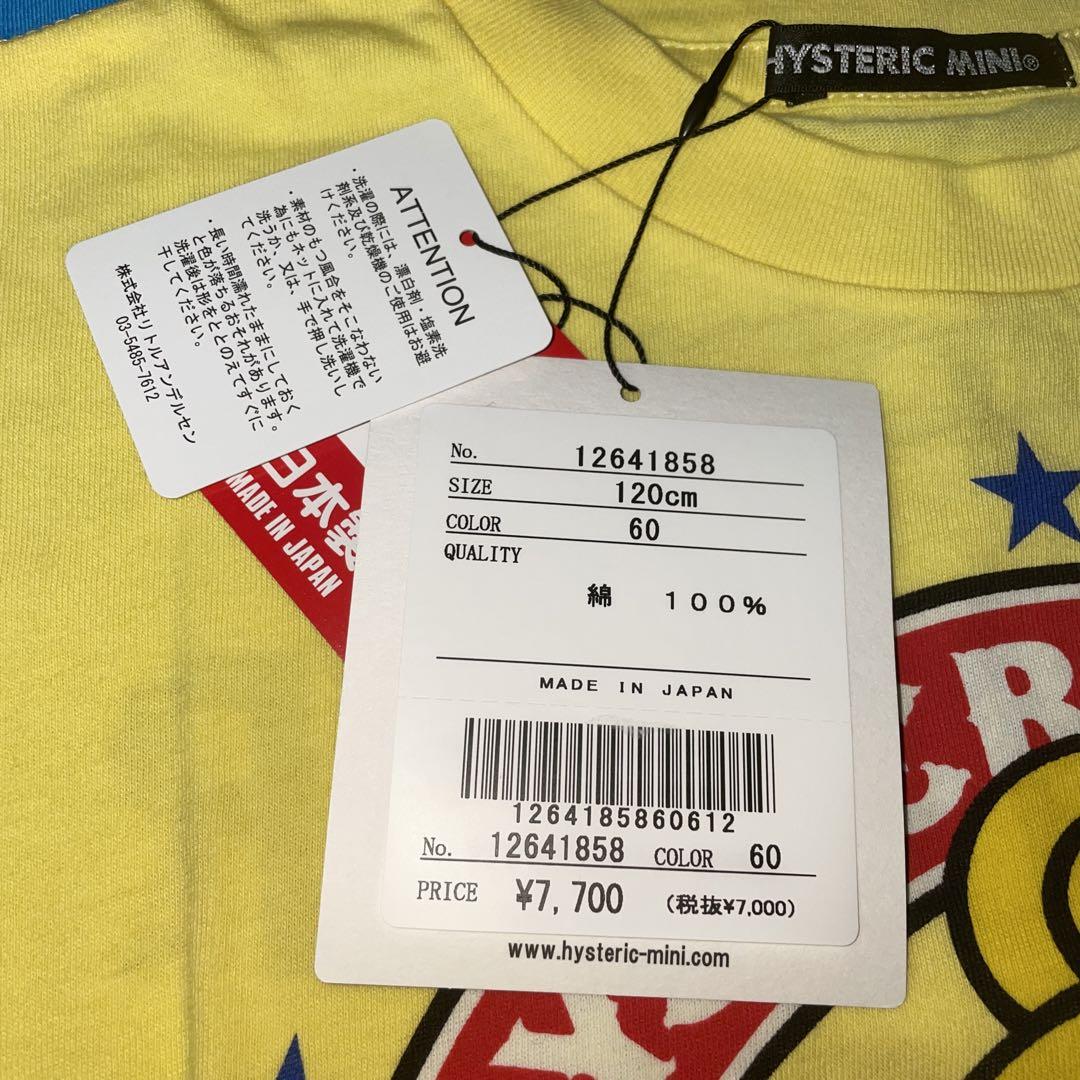 HYSTERIC MINI®
ATTENTION
・洗濯の際には、漂白剤・塩素洗
剤系及び乾燥機のご使用はお避
けください。
・素材のもつ風合をそこなわない
為にもネットに入れて洗濯機で
洗うか、又は、手で押し洗いし
てください。
・長い時間濡れたままにしておく
と色が落ちるおそれがあります。
洗濯後は形をととのえてすぐに
干してください。
株式会社リトルアンデルセン
03-5485-7612
日本製
MADE IN JAPAN
No. 12641858
SIZE 120cm
COLOR 60
QUALITY
綿 100%
MADE IN JAPAN
1264185860612
No. 12641858 COLOR 60
PRICE ¥7,700 (税抜¥7,000)
www.hysteric-mini.com